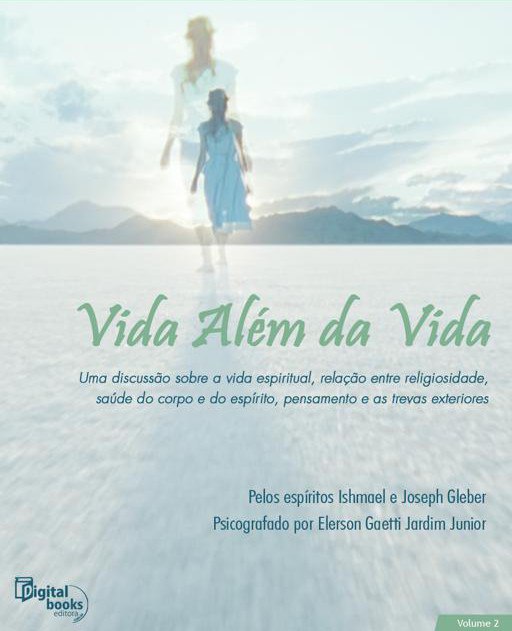 Vida Além da Vida
Uma discussão sobre a vida espiritual, relação entre religiosidade,
saúde do corpo e do espírito, pensamento e as trevas exteriores
Pelos espíritos Ishmael e Joseph Gleber
Psicografado por Elerson Gaetti Jardim Junior
Digital
books
editora
Volume 2